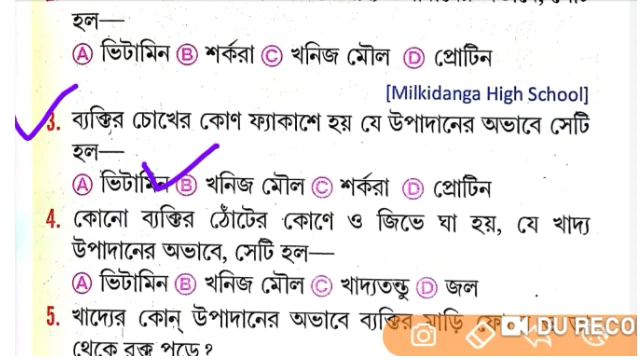 হল—
Ⓐ ভিটামিন Ⓑ শর্করা Ⓒ খনিজ মৌল Ⓓ প্রোটিন
[Milkidanga High School]
3. ব্যক্তির চোখের কোণ ফ্যাকাশে হয় যে উপাদানের অভাবে সেটি
হল—
Ⓐ ভিটামিন Ⓑ খনিজ মৌল Ⓒ শর্করা Ⓓ প্রোটিন
4. কোনো ব্যক্তির ঠোঁটের কোণে ও জিভে ঘা হয়, যে খাদ্য
উপাদানের অভাবে, সেটি হল—
Ⓐ ভিটামিন Ⓑ খনিজ মৌল Ⓒ খাদ্যতন্তু Ⓓ জল
5. খাদ্যের কোন্ উপাদানের অভাবে ব্যক্তির মাড়ি
DU RECO
থেকে রক্ত পড়ে?